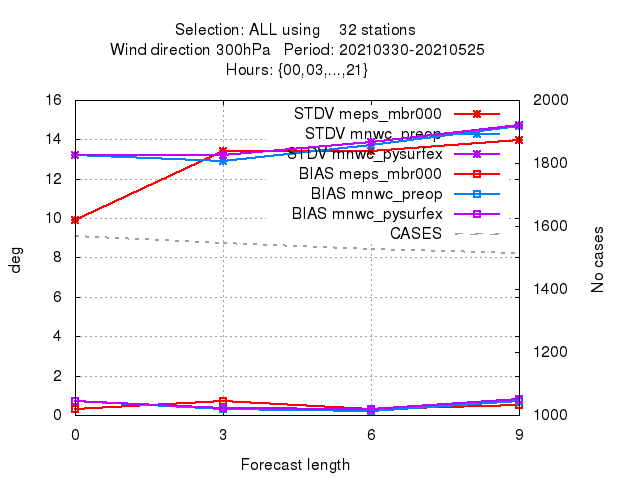 Selection: ALL using    32 stations
Wind direction 300hPa   Period: 20210330-20210525
Hours: {00,03,...,21}
16
14
12
10
8
6
4
2
0
deg
STDV meps_mbr000
STDV mnwc_preop
STDV mnwc_pysurfex
BIAS meps_mbr000
BIAS mnwc_preop
BIAS mnwc_pysurfex
CASES
2000
1800
1600
1400
1200
1000
No cases
0 3 6 9
Forecast length